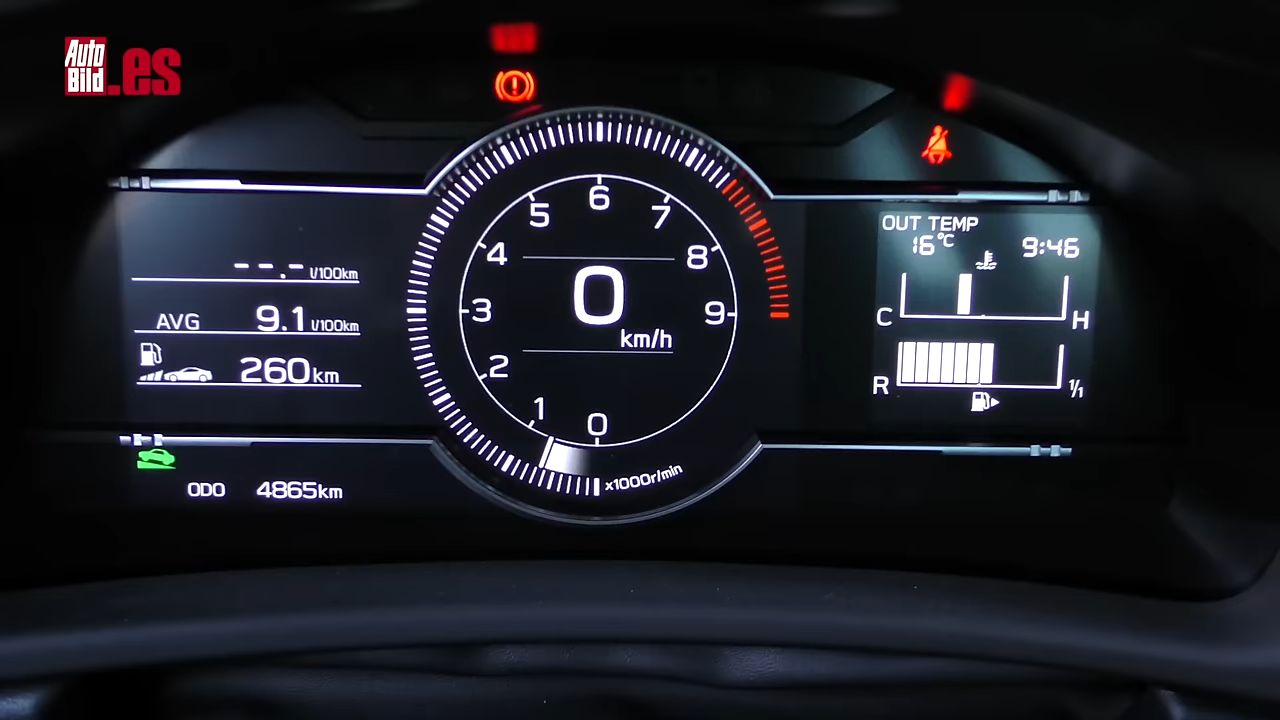 Auto
Bild.es
OUT TEMP
16°C 9:46
--.- l/100km
AVG 9.1 l/100km
260km
C H
R 1/1
0 1 2 3 4 5 6 7 8 9
0
km/h
x1000r/min
ODO 4865km